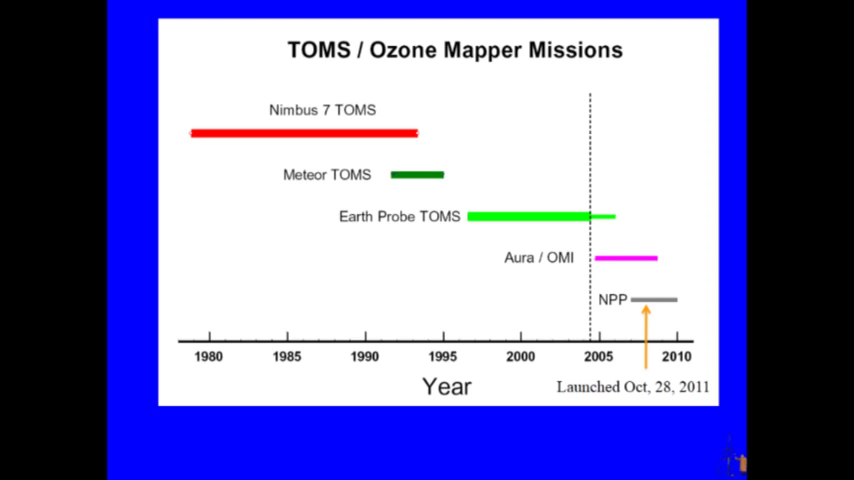 TOMS / Ozone Mapper Missions
Nimbus 7 TOMS
Meteor TOMS
Earth Probe TOMS
Aura / OMI
NPP
1980 1985 1990 1995 2000 2005 2010
Year
Launched Oct, 28, 2011